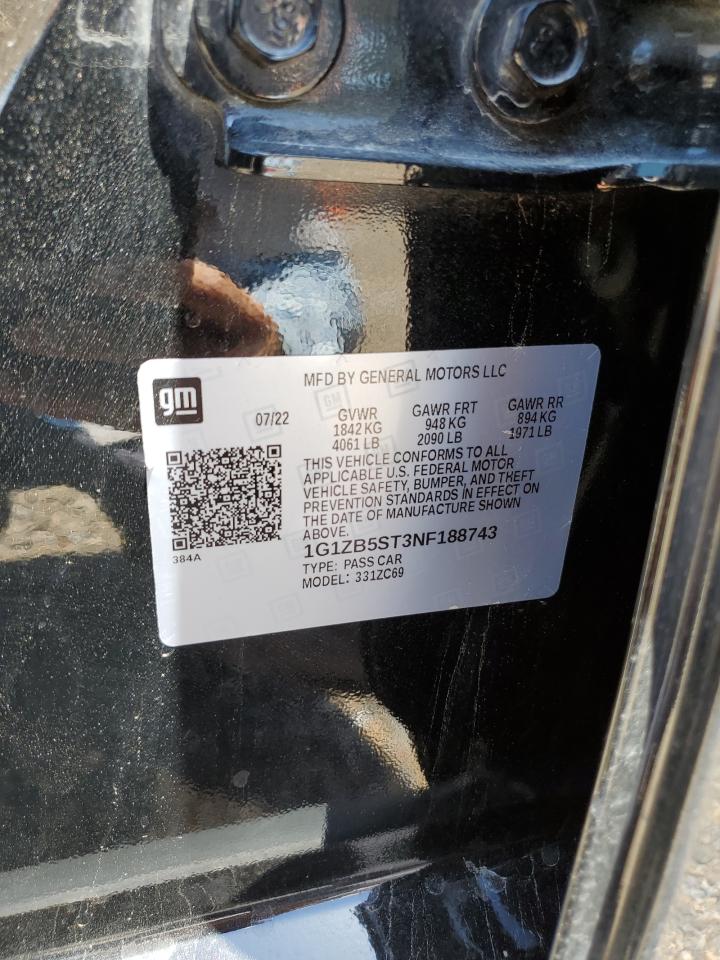 gm
MFD BY GENERAL MOTORS LLC
07/22
GVWR GAWR FRT GAWR RR
1842 KG 948 KG 894 KG
4061 LB 2090 LB 1971 LB
THIS VEHICLE CONFORMS TO ALL
APPLICABLE U.S. FEDERAL MOTOR
VEHICLE SAFETY, BUMPER, AND THEFT
PREVENTION STANDARDS IN EFFECT ON
THE DATE OF MANUFACTURE SHOWN
ABOVE.
1G1ZB5ST3NF188743
384A
TYPE: PASS CAR
MODEL: 331ZC69